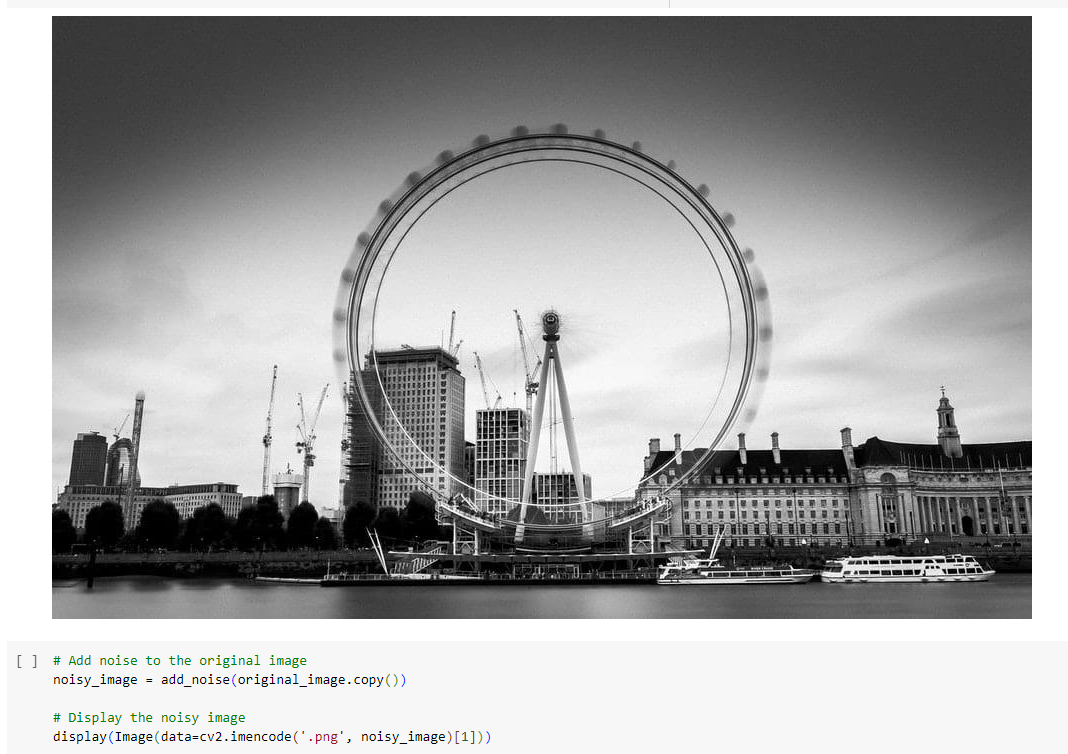 [ ] # Add noise to the original image
noisy_image = add_noise(original_image.copy())
# Display the noisy image
display(Image(data=cv2.imencode('.png', noisy_image)[1]))